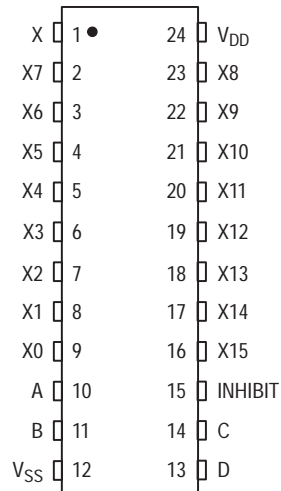 X 1 24 VDD
X7 2 23 X8
X6 3 22 X9
X5 4 21 X10
X4 5 20 X11
X3 6 19 X12
X2 7 18 X13
X1 8 17 X14
X0 9 16 X15
A 10 15 INHIBIT
B 11 14 C
VSS 12 13 D